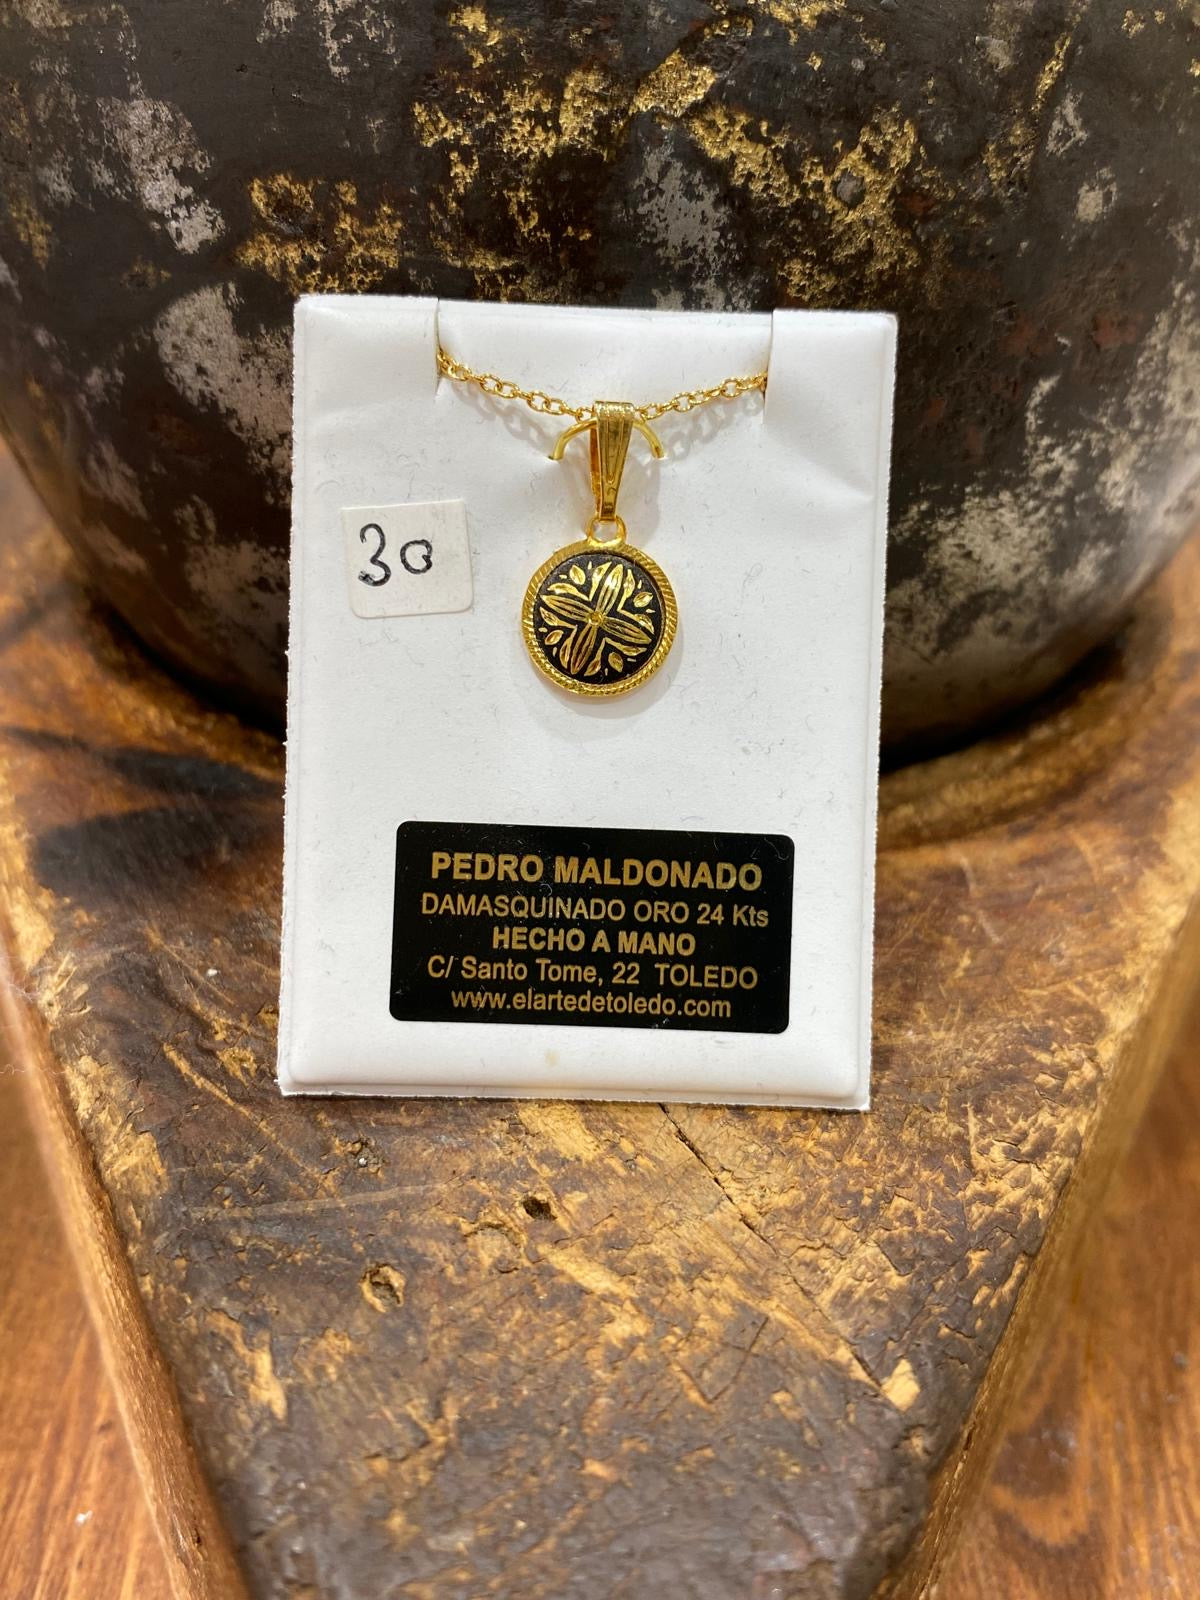 30
PEDRO MALDONADO
DAMASQUINADO ORO 24 Kts
HECHO A MANO
C/ Santo Tome, 22 TOLEDO
www.elartedetoledo.com